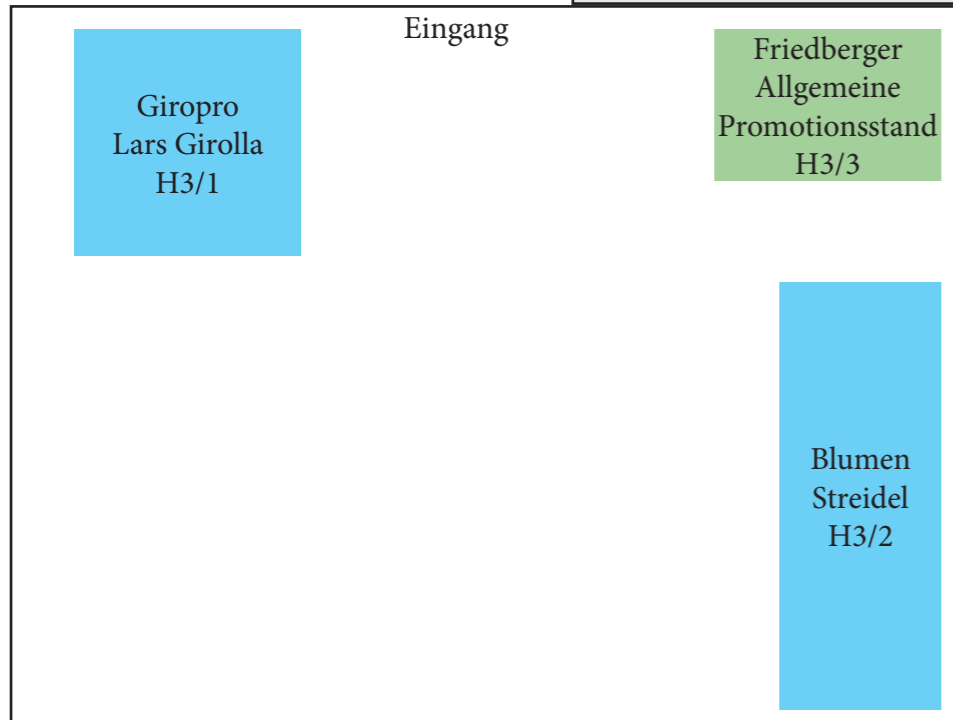 Eingang
Giropro
Lars Girolla
H3/1
Friedberger
Allgemeine
Promotionsstand
H3/3
Blumen
Streidel
H3/2